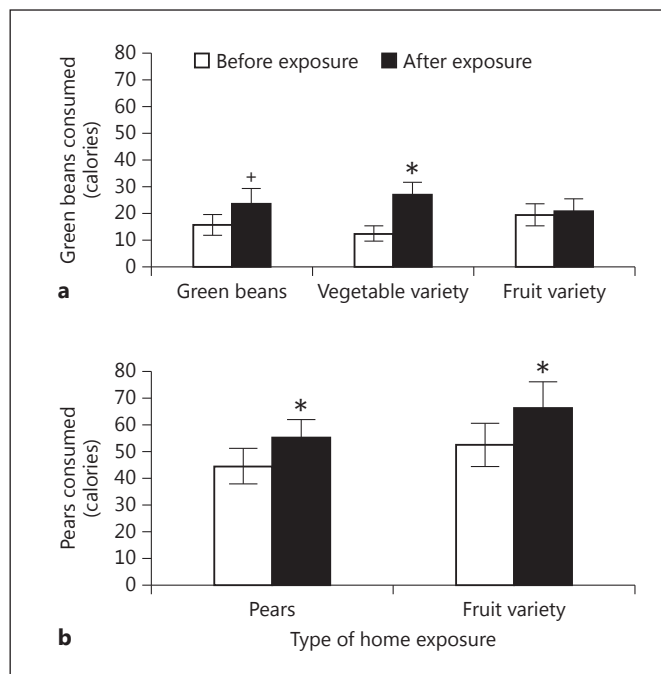 Green beans consumed
(calories)
80
70
60
50
40
30
20
10
0
Before exposure After exposure
+
*
Green beans Vegetable variety Fruit variety
a
Pears consumed
(calories)
80
70
60
50
40
30
20
10
0
*
*
Pears Fruit variety
b Type of home exposure